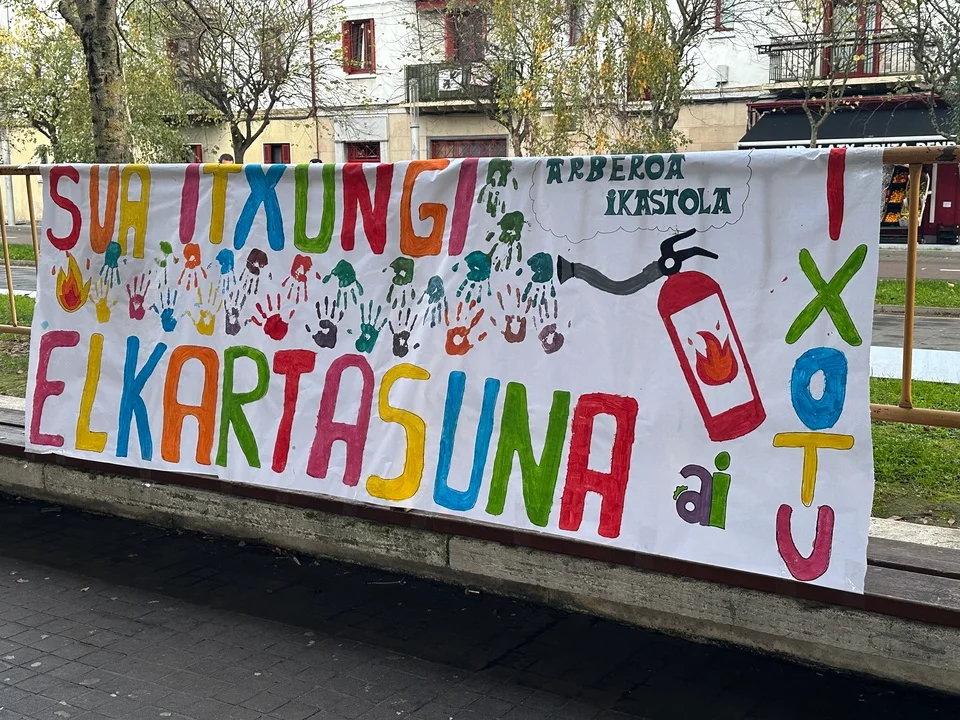 SUA ITXUNGI
ARBEROA
iKASTOLA
ELKARTASUNA
IXOTU
ai